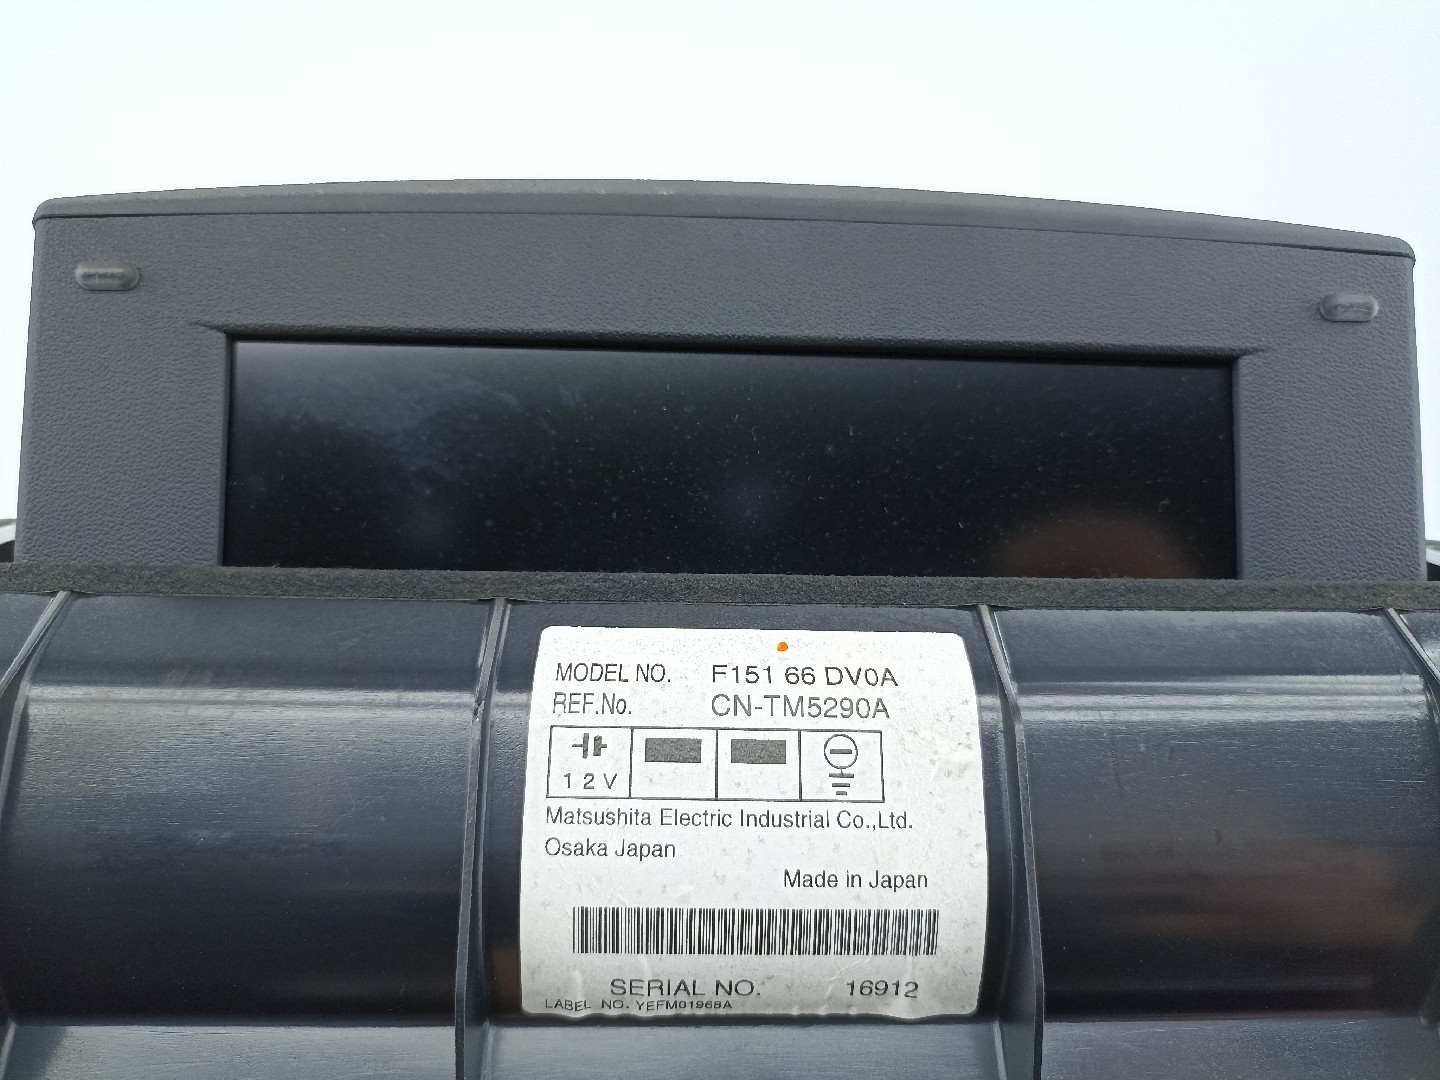 MODEL NO. F151 66 DV0A
REF.No. CN-TM5290A
12V
Matsushita Electric Industrial Co.,Ltd.
Osaka Japan
Made in Japan
SERIAL NO. 16912
LABEL NO. YEFM01968A